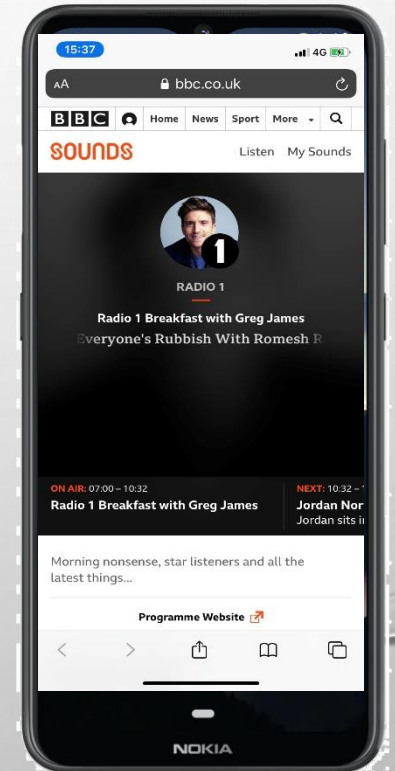 15:37
4G
AA bbc.co.uk
BBC Home News Sport More
SOUNDS Listen My Sounds
1
RADIO 1
Radio 1 Breakfast with Greg James
Everyone's Rubbish With Romesh R
ON AIR: 07:00 – 10:32
Radio 1 Breakfast with Greg James
NEXT: 10:32 –
Jordan Nor
Jordan sits i
Morning nonsense, star listeners and all the
latest things...
Programme Website
NOKIA